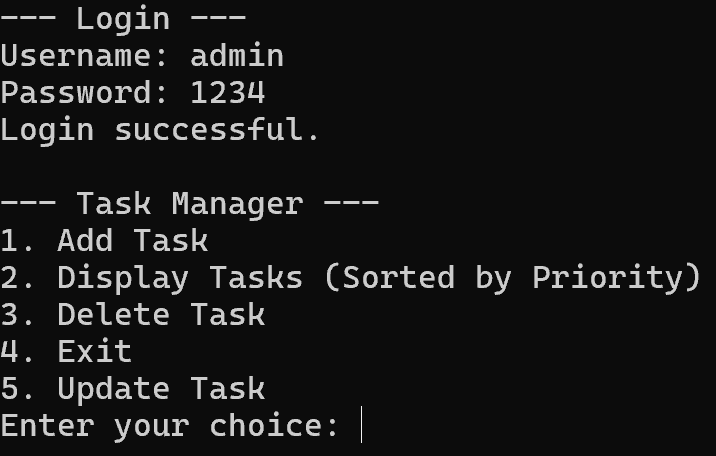 --- Login ---
Username: admin
Password: 1234
Login successful.

--- Task Manager ---
1. Add Task
2. Display Tasks (Sorted by Priority)
3. Delete Task
4. Exit
5. Update Task
Enter your choice: